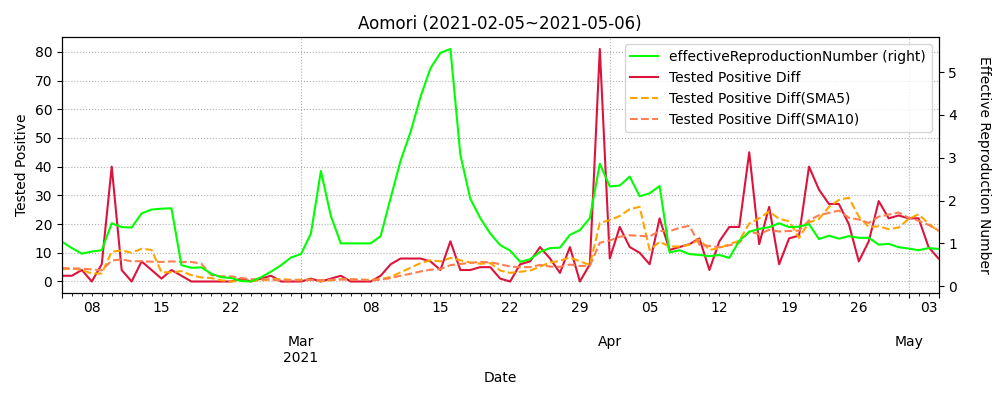 Aomori (2021-02-05~2021-05-06)
effectiveReproductionNumber (right)
Tested Positive Diff
Tested Positive Diff(SMA5)
Tested Positive Diff(SMA10)
Tested Positive
80
70
60
50
40
30
20
10
0
Effective Reproduction Number
5
4
3
2
1
0
08 15 22 08 15 22 29 05 12 19 26 03
Mar Apr May
2021
Date